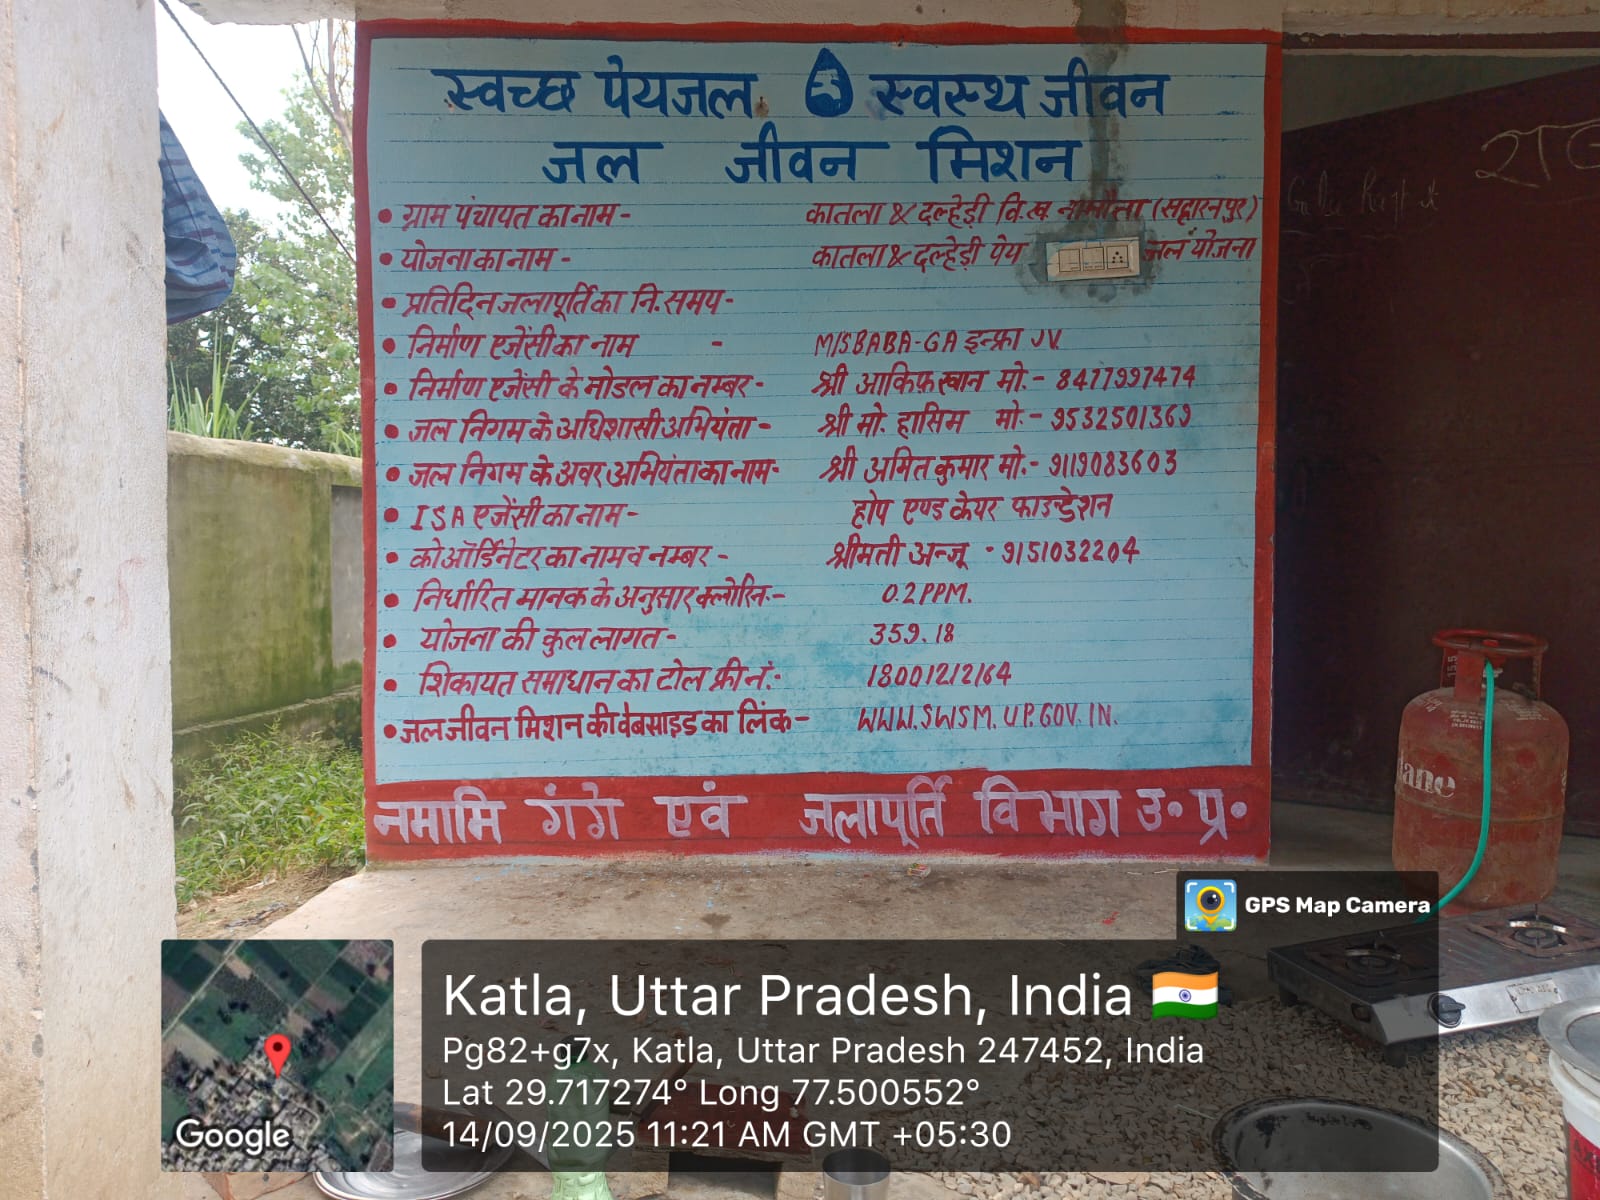 स्वच्छ पेयजल स्वस्थ जीवन
जल जीवन मिशन
• ग्राम पंचायत का नाम - कातला & दल्हेड़ी वि.ख. नानौता (सहारनपुर)
• योजना का नाम - कातला & दल्हेड़ी पेय जल योजना
• प्रतिदिन जलापूर्ति का नि. समय -
• निर्माण एजेंसी का नाम - M/S BABA-GA इन्फ्रा JV
• निर्माण एजेंसी के नोडल का नम्बर - श्री आकिफ़ खान मो.- 8477997474
• जल निगम के अधिशासी अभियंता - श्री मो. हासिम मो.- 9532501369
• जल निगम के अवर अभियंता का नाम - श्री अमित कुमार मो.- 9119083603
• ISA एजेंसी का नाम - होप एण्ड केयर फाउन्डेशन
• कोऑर्डिनेटर का नाम व नम्बर - श्रीमती अन्जू - 9151032204
• निर्धारित मानक के अनुसार क्लोरिन:- 0.2 PPM.
• योजना की कुल लागत - 359.18
• शिकायत समाधान का टोल फ्री नं:- 18001212164
• जल जीवन मिशन की वेबसाइड का लिंक - WWW.SWSM.UP.GOV.IN.
नमामि गंगे एवं जलापूर्ति विभाग उ॰ प्र॰
GPS Map Camera
Katla, Uttar Pradesh, India
Pg82+g7x, Katla, Uttar Pradesh 247452, India
Lat 29.717274° Long 77.500552°
14/09/2025 11:21 AM GMT +05:30
Google